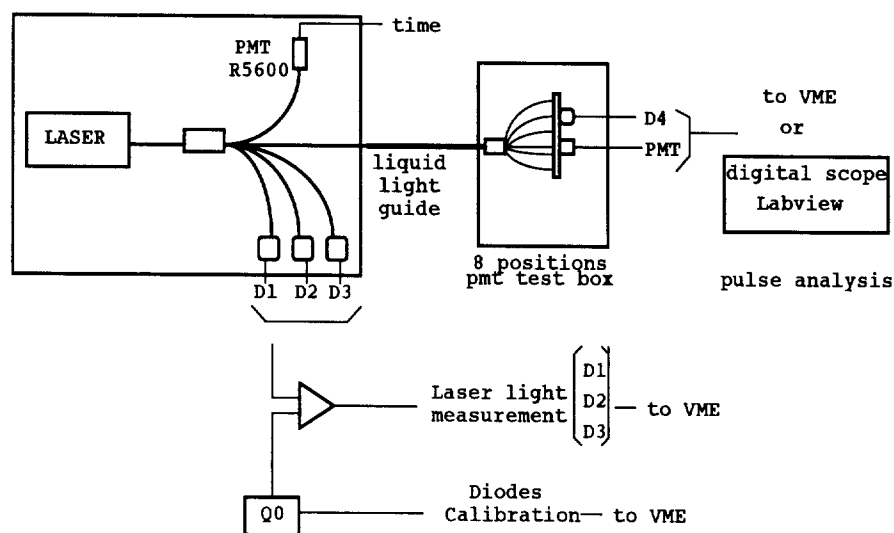 time
PMT
R5600
LASER
liquid
light
guide
D1 D2 D3
D4
PMT
8 positions
pmt test box
to VME
or
digital scope
Labview
pulse analysis
Laser light
measurement
D1
D2
D3
to VME
Q0
Diodes
Calibration
to VME